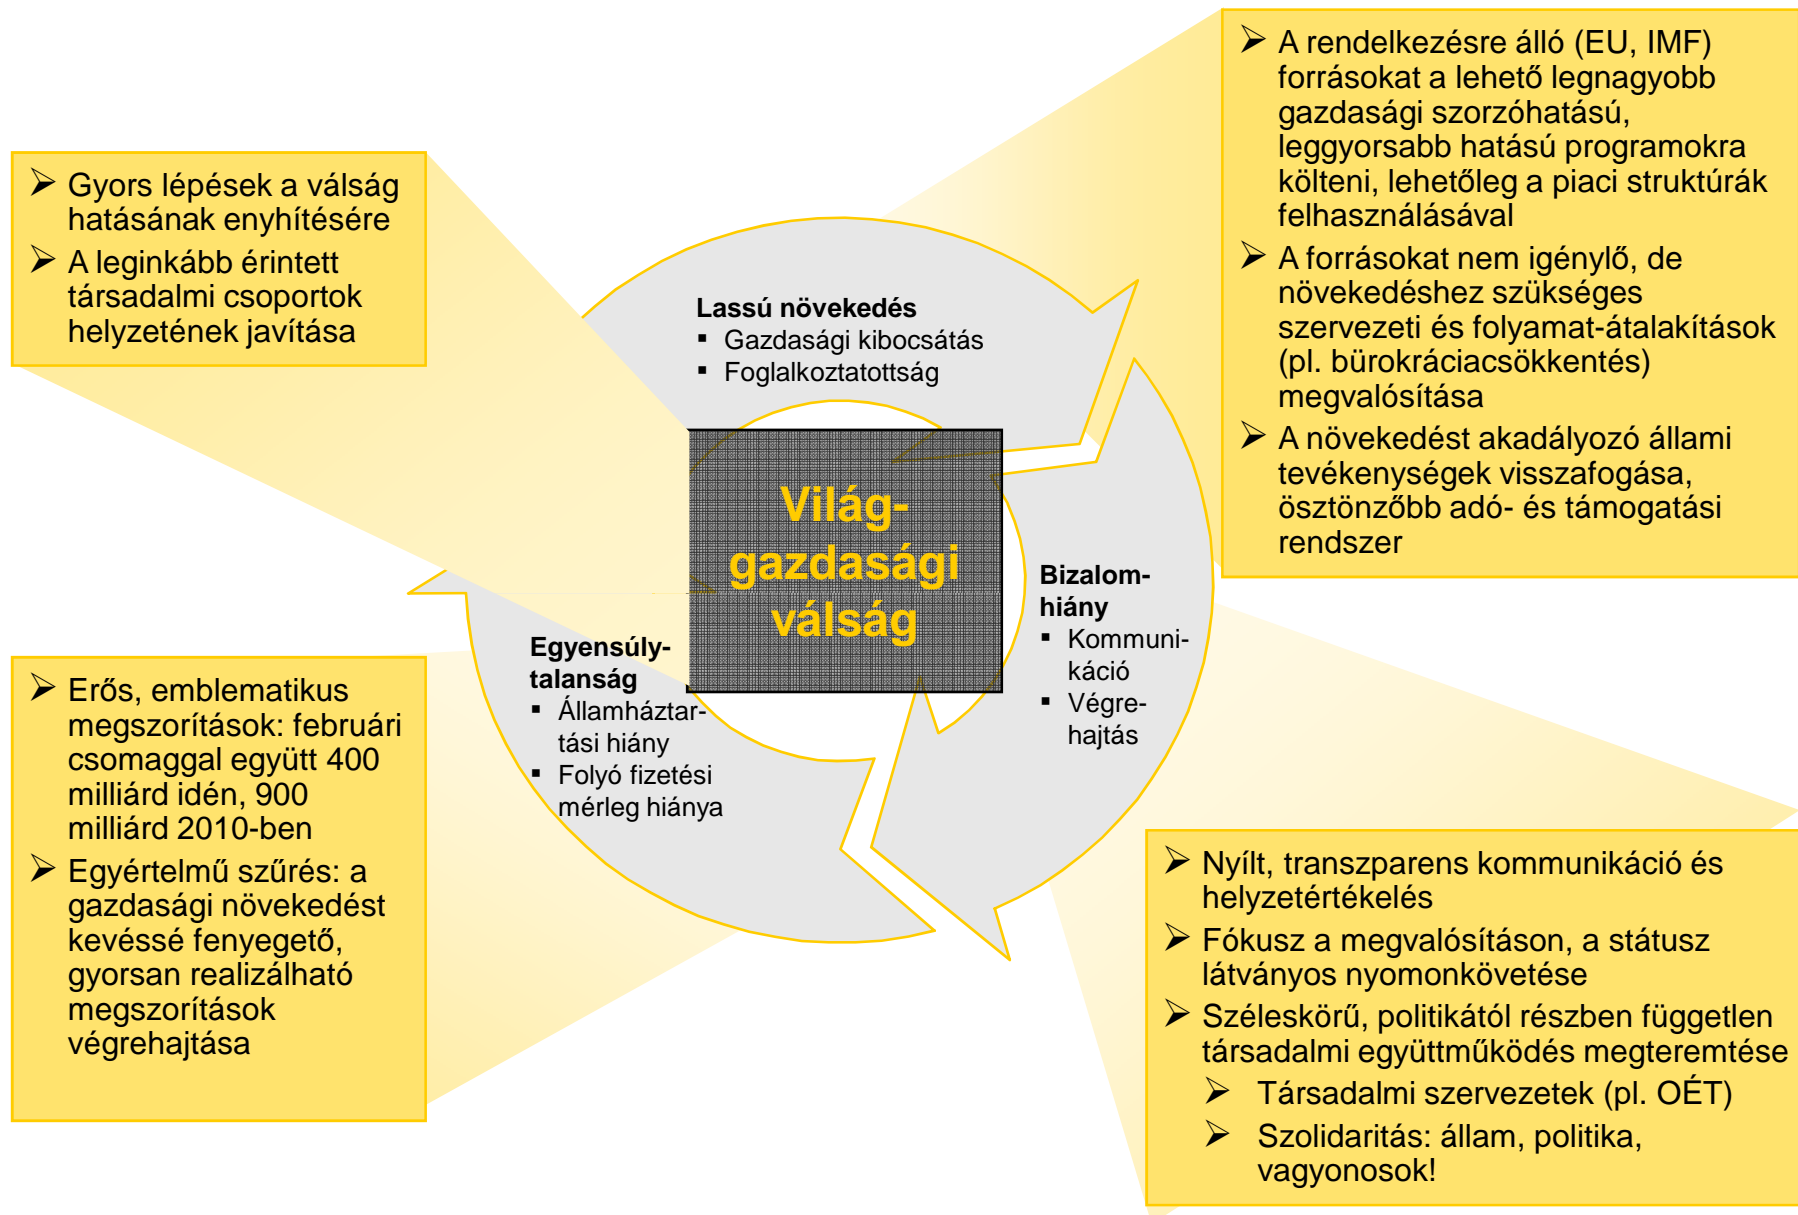 ➢ Gyors lépések a válság
hatásának enyhítésére
➢ A leginkább érintett
társadalmi csoportok
helyzetének javítása
➢ A rendelkezésre álló (EU, IMF)
forrásokat a lehető legnagyobb
gazdasági szorzóhatású,
leggyorsabb hatású programokra
költeni, lehetőleg a piaci struktúrák
felhasználásával
➢ A forrásokat nem igénylő, de
növekedéshez szükséges
szervezeti és folyamat-átalakítások
(pl. bürokráciacsökkentés)
megvalósítása
➢ A növekedést akadályozó állami
tevékenységek visszafogása,
ösztönzőbb adó- és támogatási
rendszer
Lassú növekedés
▪ Gazdasági kibocsátás
▪ Foglalkoztatottság
Világ-
gazdasági
válság
Bizalom-
hiány
▪ Kommuni-
káció
▪ Végre-
hajtás
Egyensúly-
talanság
▪ Államháztar-
tási hiány
▪ Folyó fizetési
mérleg hiánya
➢ Erős, emblematikus
megszorítások: februári
csomaggal együtt 400
milliárd idén, 900
milliárd 2010-ben
➢ Egyértelmű szűrés: a
gazdasági növekedést
kevéssé fenyegető,
gyorsan realizálható
megszorítások
végrehajtása
➢ Nyílt, transzparens kommunikáció és
helyzetértékelés
➢ Fókusz a megvalósításon, a státusz
látványos nyomonkövetése
➢ Széleskörű, politikától részben független
társadalmi együttműködés megteremtése
➢ Társadalmi szervezetek (pl. OÉT)
➢ Szolidaritás: állam, politika,
vagyonosok!